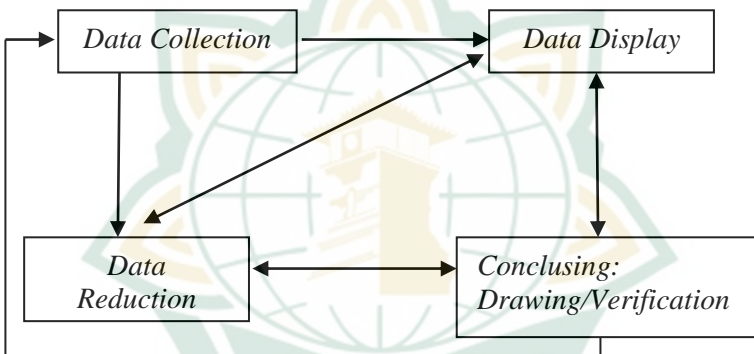 Data Collection
Data Display
Data
Reduction
Conclusing:
Drawing/Verification